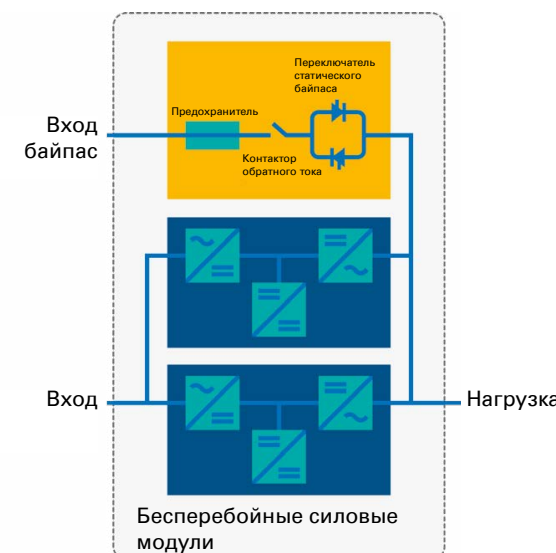 Переключатель
статического
байпаса
Предохранитель
Вход
байпас
Контактор
обратного тока
Вход
Нагрузка
Бесперебойные силовые
модули